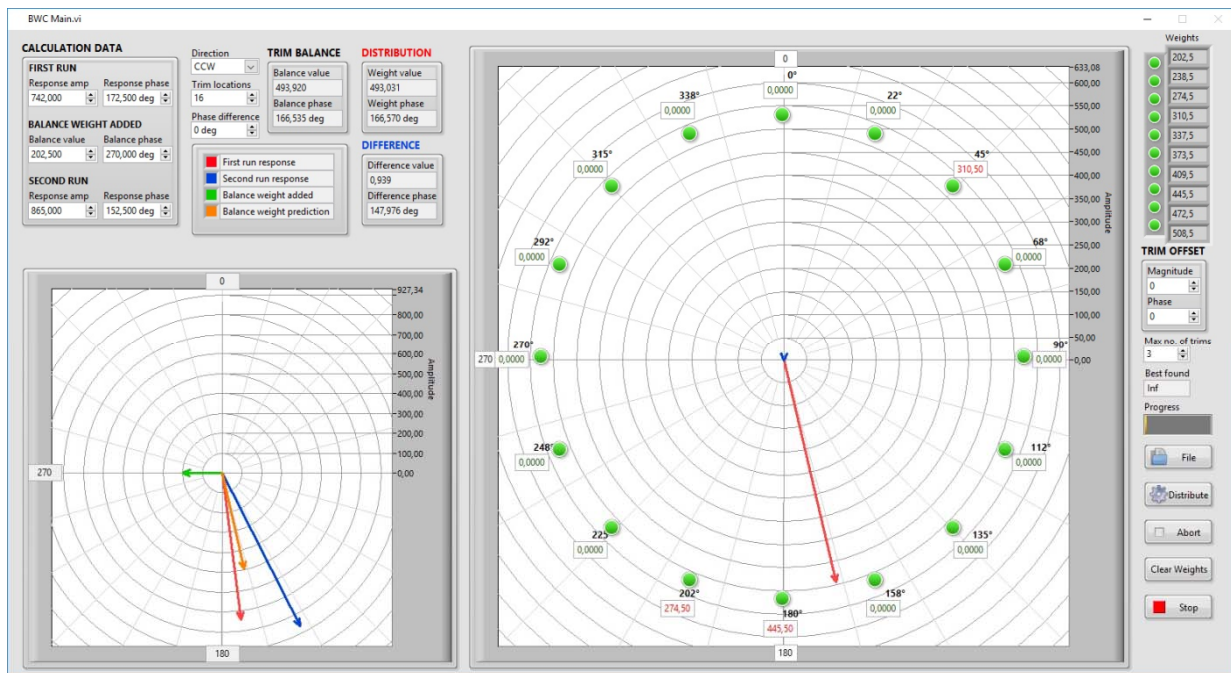 BWC Main.vi
CALCULATION DATA
FIRST RUN
Response amp Response phase
742,000 172,500 deg
BALANCE WEIGHT ADDED
Balance value Balance phase
202,500 270,000 deg
SECOND RUN
Response amp Response phase
865,000 152,500 deg
Direction
CCW
Trim locations
16
Phase difference
0 deg
TRIM BALANCE
Balance value
493,920
Balance phase
166,535 deg
DISTRIBUTION
Weight value
493,031
Weight phase
166,570 deg
DIFFERENCE
Difference value
0,939
Difference phase
147,976 deg
First run response
Second run response
Balance weight added
Balance weight prediction
0
927,34
800,00
700,00
600,00
500,00
400,00
300,00
200,00
100,00
0,00
Amplitude
270
180
0
633,08
600,00
550,00
500,00
450,00
400,00
350,00
300,00
250,00
200,00
150,00
100,00
50,00
0,00
Amplitude
270
180
0°
0,0000
22°
0,0000
45°
310,50
68°
0,0000
90°
0,0000
112°
0,0000
135°
0,0000
158°
0,0000
180°
445,50
202°
274,50
225
0,0000
248°
0,0000
270°
0,0000
292°
0,0000
315°
0,0000
338°
0,0000
Weights
202,5
238,5
274,5
310,5
337,5
373,5
409,5
445,5
472,5
508,5
TRIM OFFSET
Magnitude
0
Phase
0
Max no. of trims
3
Best found
Inf
Progress
File
Distribute
Abort
Clear Weights
Stop